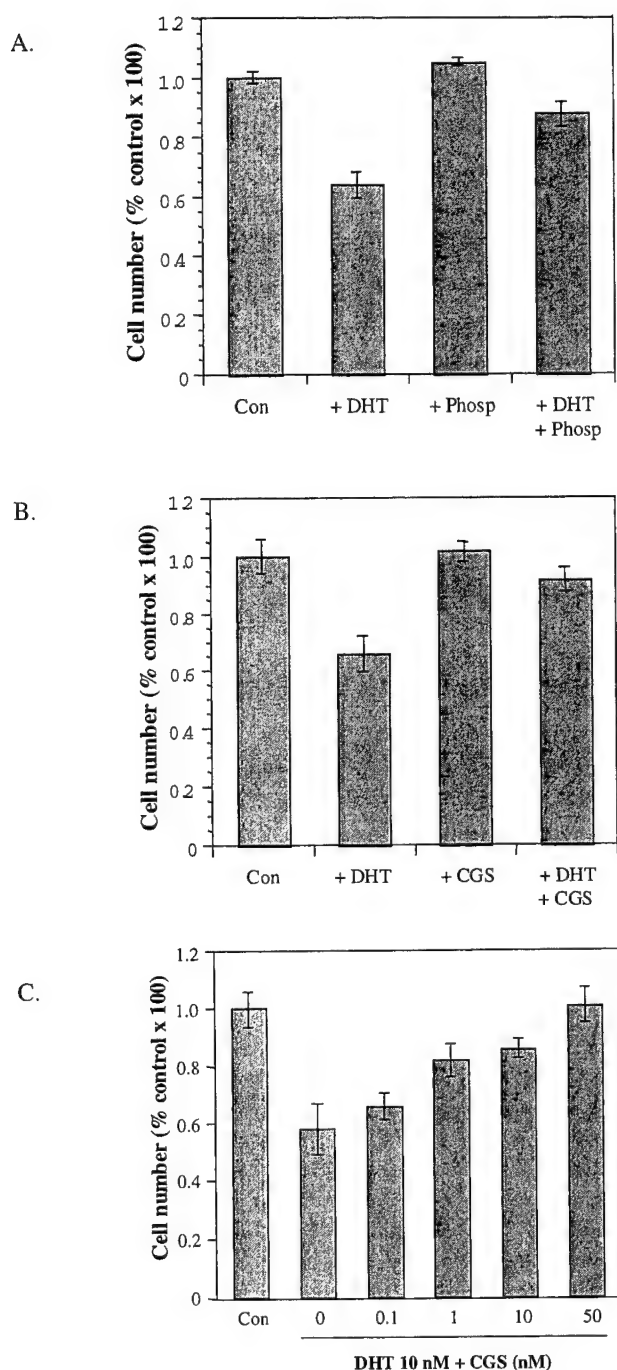 A.
Cell number (% control x 100)
1.2
1.0
0.8
0.6
0.4
0.2
0
Con
+ DHT
+ Phosp
+ DHT
+ Phosp
B.
Cell number (% control x 100)
1.2
1.0
0.8
0.6
0.4
0.2
0
Con
+ DHT
+ CGS
+ DHT
+ CGS
C.
Cell number (% control x 100)
1.2
1.0
0.8
0.6
0.4
0.2
0.0
Con
0
0.1
1
10
50
DHT 10 nM + CGS (nM)